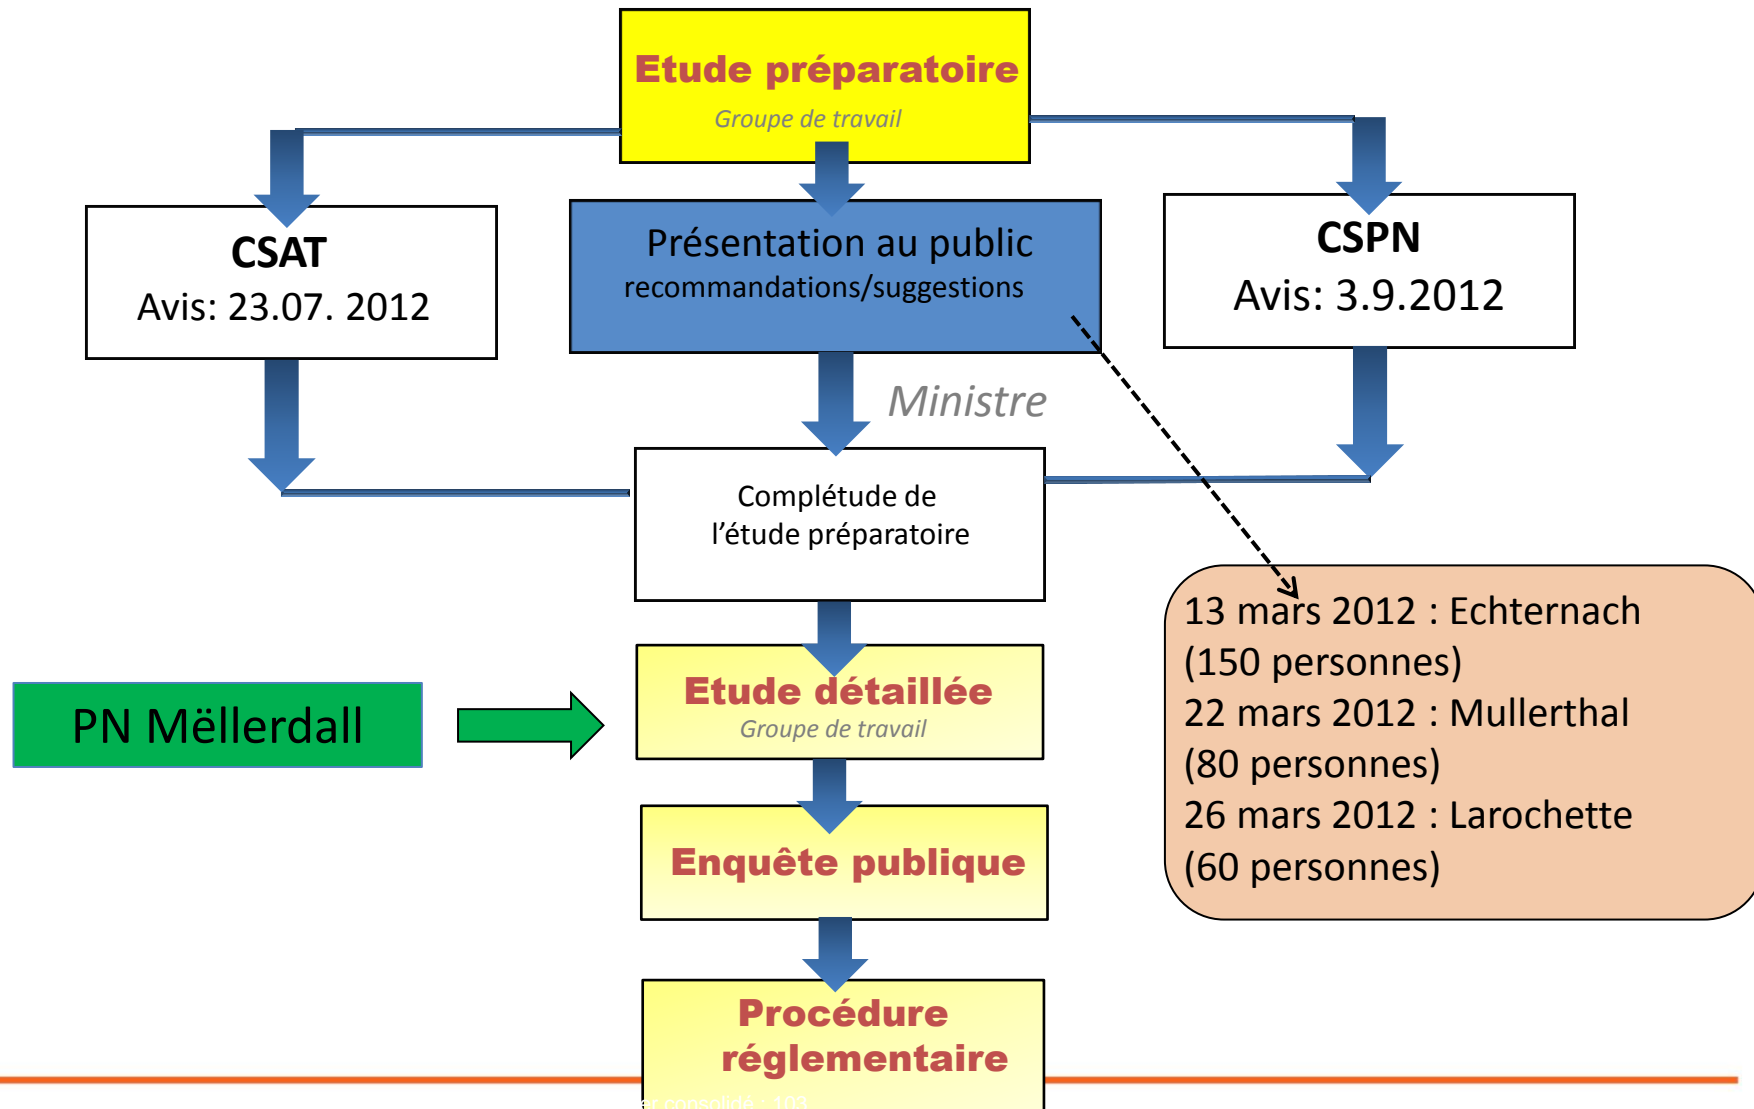 Etude préparatoire
Groupe de travail
CSAT
Avis: 23.07. 2012
Présentation au public
recommandations/suggestions
CSPN
Avis: 3.9.2012
Ministre
Complétude de
l’étude préparatoire
13 mars 2012 : Echternach
(150 personnes)
22 mars 2012 : Mullerthal
(80 personnes)
26 mars 2012 : Larochette
(60 personnes)
PN Mëllerdall
Etude détaillée
Groupe de travail
Enquête publique
Procédure
réglementaire
consolidé : 103